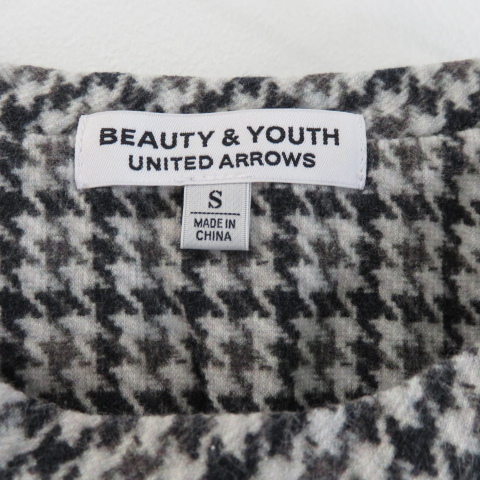 BEAUTY & YOUTH
UNITED ARROWS
S
MADE IN
CHINA